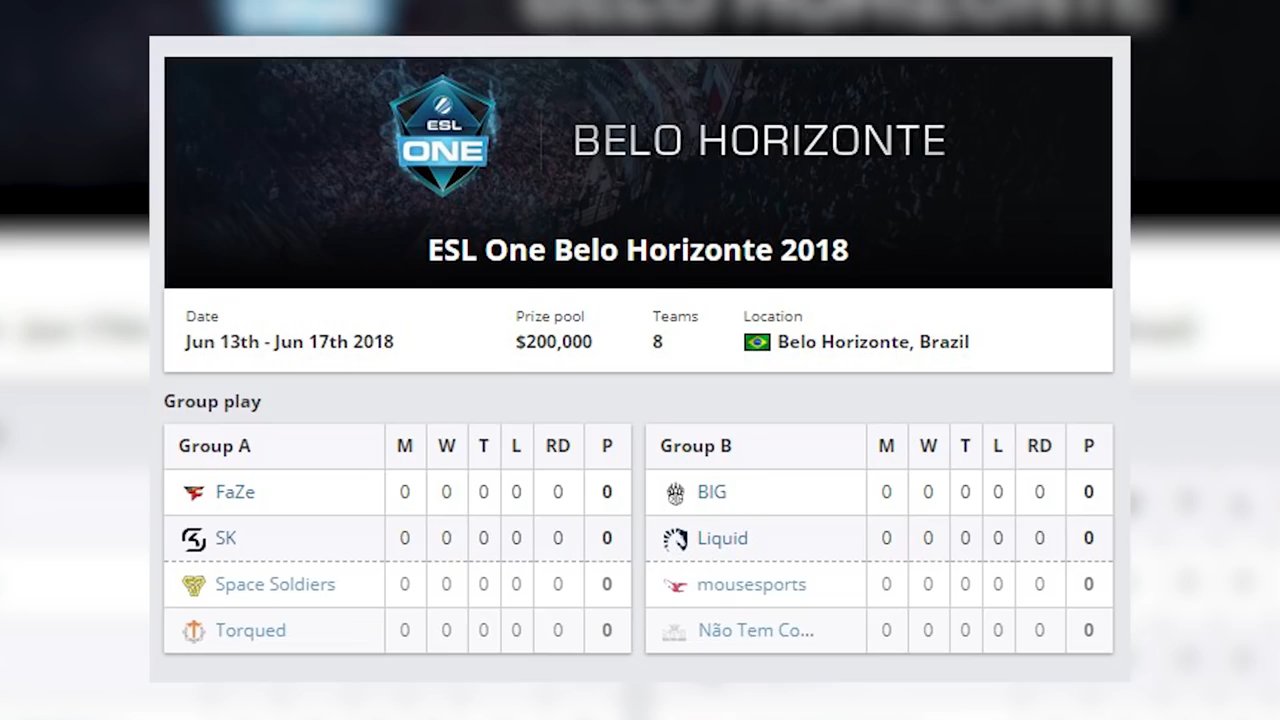 ESL
ONE
BELO HORIZONTE
ESL One Belo Horizonte 2018
Date Prize pool Teams Location
Jun 13th - Jun 17th 2018 $200,000 8 Belo Horizonte, Brazil
Group play
Group A M W T L RD P
FaZe 0 0 0 0 0 0
SK 0 0 0 0 0 0
Space Soldiers 0 0 0 0 0 0
Torqued 0 0 0 0 0 0
Group B M W T L RD P
BIG 0 0 0 0 0 0
Liquid 0 0 0 0 0 0
mousesports 0 0 0 0 0 0
Não Tem Co... 0 0 0 0 0 0